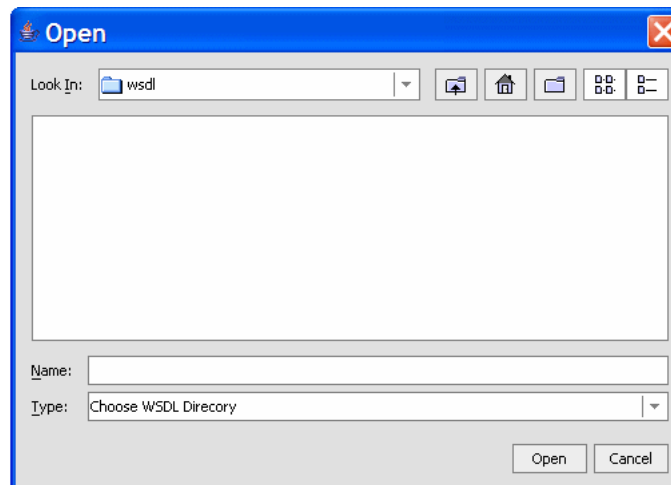 Open
Look In: wsdl
Name:
Type: Choose WSDL Direcory
Open Cancel